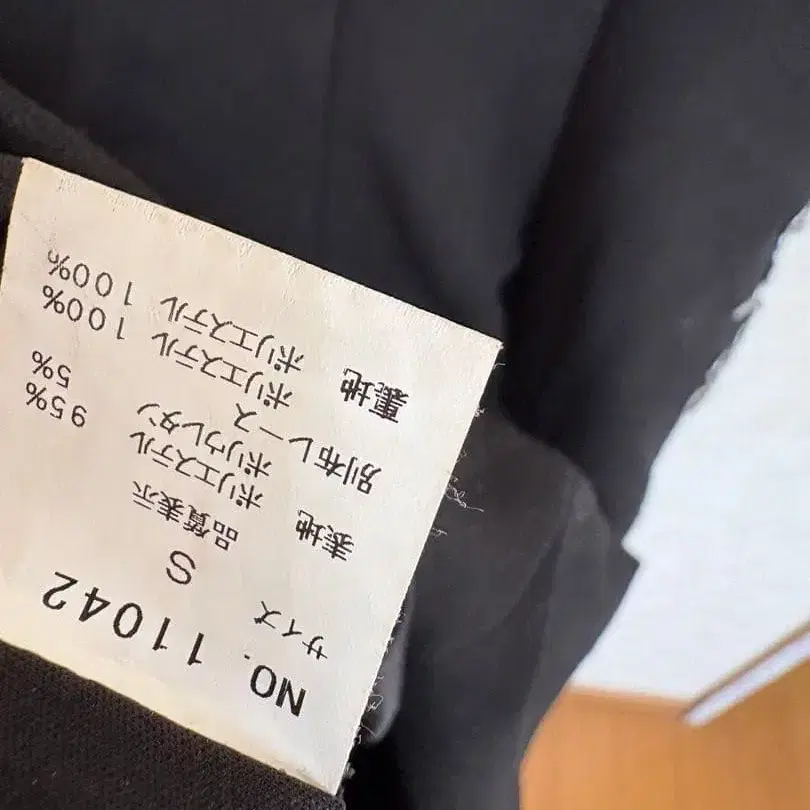 NO. 11042
サイズ S
品質表示
表地 ポリエステル 95%
ポリウレタン 5%
別布レース ポリエステル 100%
裏地 ポリエステル 100%